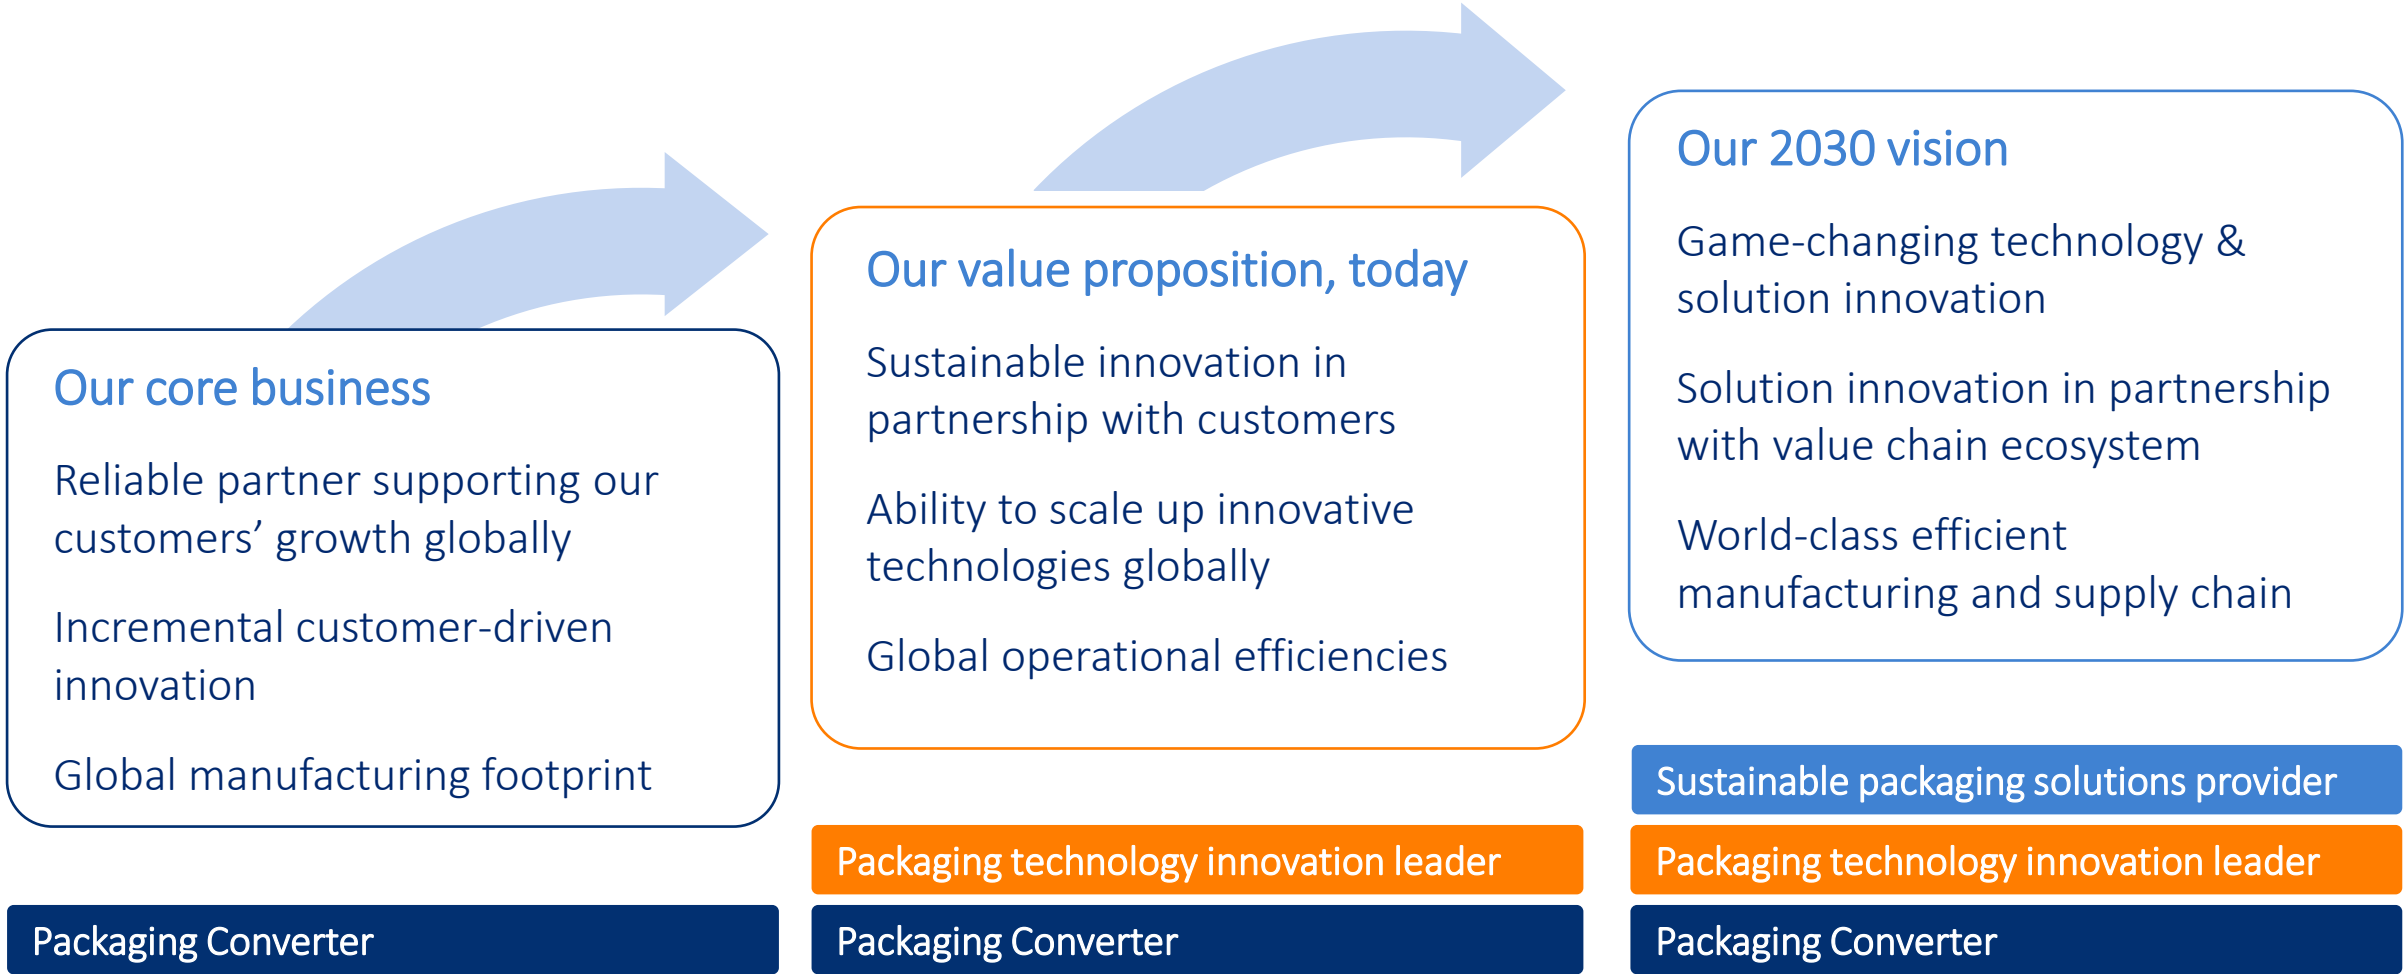 Our core business
Reliable partner supporting our
customers’ growth globally
Incremental customer-driven
innovation
Global manufacturing footprint
Packaging Converter
Our value proposition, today
Sustainable innovation in
partnership with customers
Ability to scale up innovative
technologies globally
Global operational efficiencies
Packaging technology innovation leader
Packaging Converter
Our 2030 vision
Game-changing technology &
solution innovation
Solution innovation in partnership
with value chain ecosystem
World-class efficient
manufacturing and supply chain
Sustainable packaging solutions provider
Packaging technology innovation leader
Packaging Converter